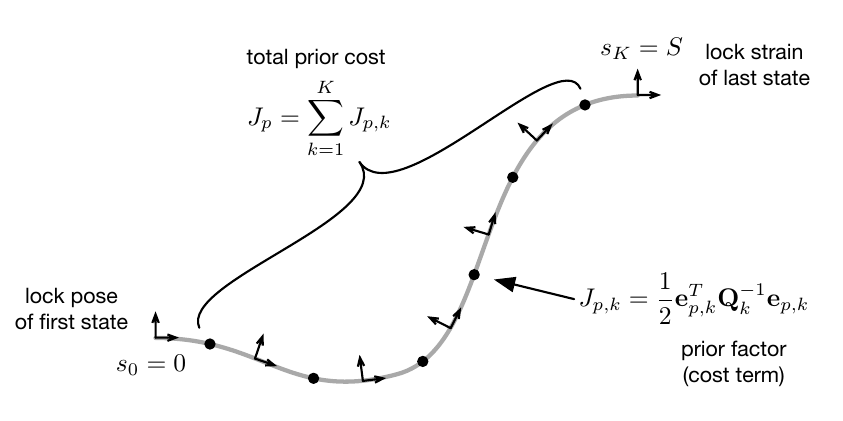 total prior cost
$J_p = \sum_{k=1}^{K} J_{p,k}$
$s_K = S$
lock strain
of last state
lock pose
of first state
$s_0 = 0$
$J_{p,k} = \frac{1}{2} \mathbf{e}_{p,k}^T \mathbf{Q}_k^{-1} \mathbf{e}_{p,k}$
prior factor
(cost term)